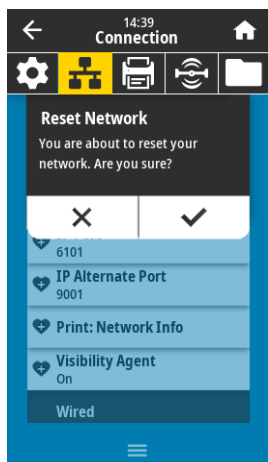 14:39
Connection
Reset Network
You are about to reset your
network. Are you sure?
6101
IP Alternate Port
9001
Print: Network Info
Visibility Agent
On
Wired